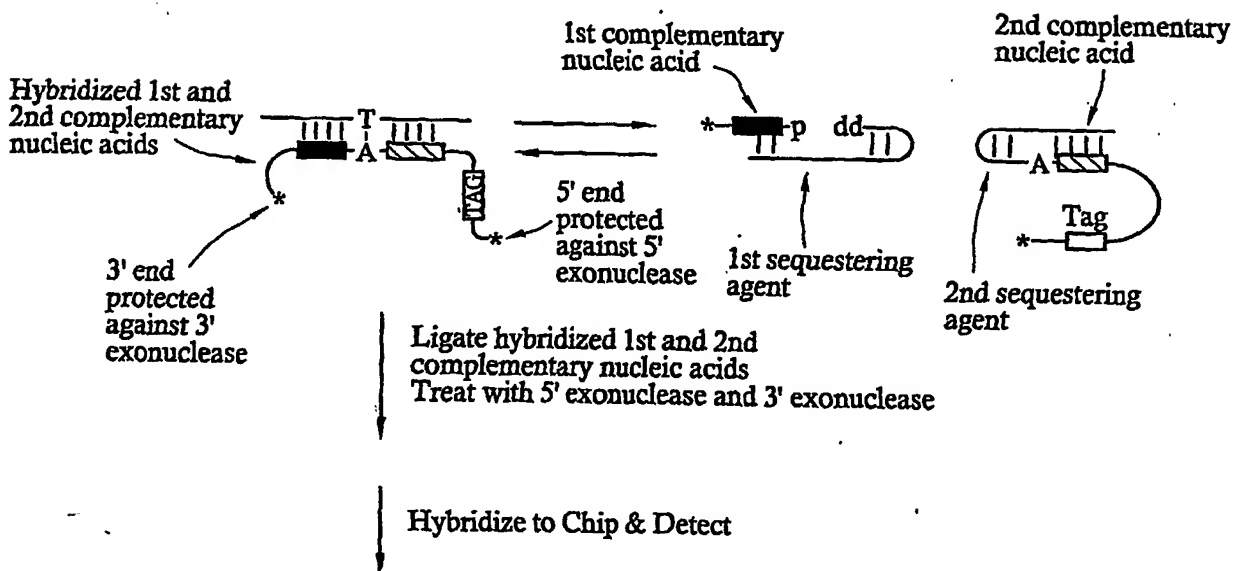 1st complementary
nucleic acid
2nd complementary
nucleic acid
Hybridized 1st and
2nd complementary
nucleic acids
T
A
*
TAG
*
* p dd
A
Tag
*
3' end
protected
against 3'
exonuclease
5' end
protected
against 5'
exonuclease
1st sequestering
agent
2nd sequestering
agent
Ligate hybridized 1st and 2nd
complementary nucleic acids
Treat with 5' exonuclease and 3' exonuclease
Hybridize to Chip & Detect